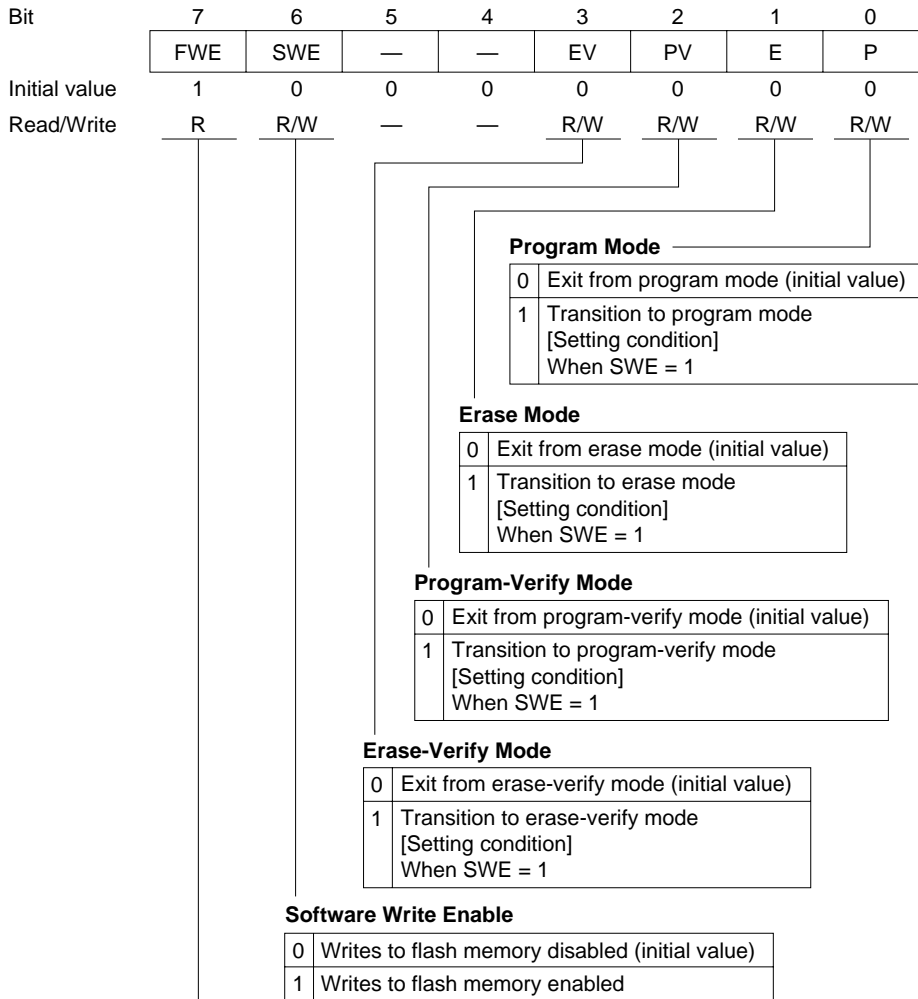 Bit 7 6 5 4 3 2 1 0
FWE SWE — — EV PV E P
Initial value 1 0 0 0 0 0 0 0
Read/Write R R/W — — R/W R/W R/W R/W
Program Mode
0 Exit from program mode (initial value)
1 Transition to program mode
[Setting condition]
When SWE = 1
Erase Mode
0 Exit from erase mode (initial value)
1 Transition to erase mode
[Setting condition]
When SWE = 1
Program-Verify Mode
0 Exit from program-verify mode (initial value)
1 Transition to program-verify mode
[Setting condition]
When SWE = 1
Erase-Verify Mode
0 Exit from erase-verify mode (initial value)
1 Transition to erase-verify mode
[Setting condition]
When SWE = 1
Software Write Enable
0 Writes to flash memory disabled (initial value)
1 Writes to flash memory enabled